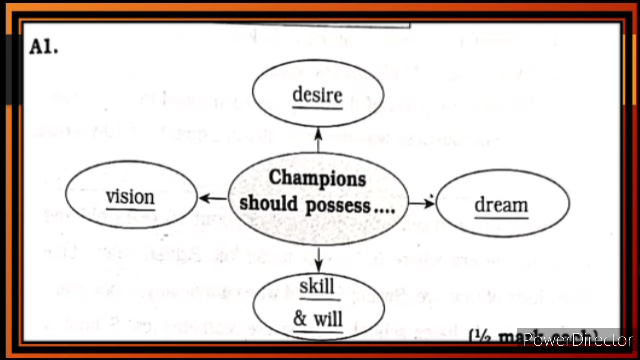 A1.
desire
Champions
should possess....
vision
dream
skill
& will
(½ mark each)
PowerDirector